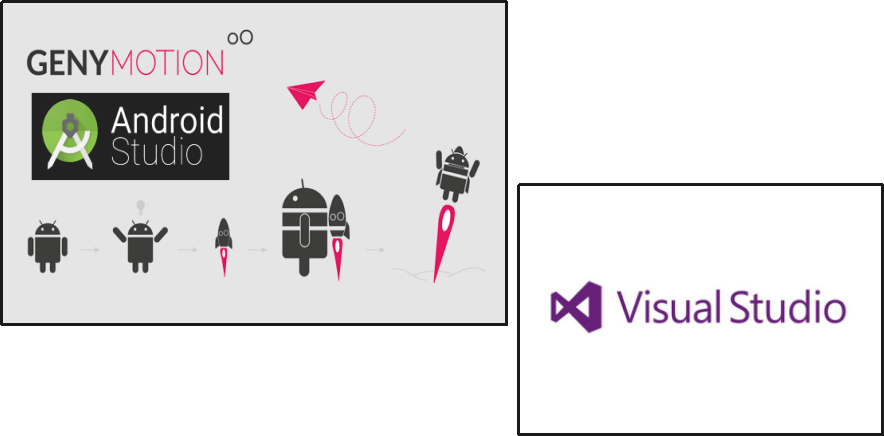 GENYMOTION
Android
Studio
Visual Studio